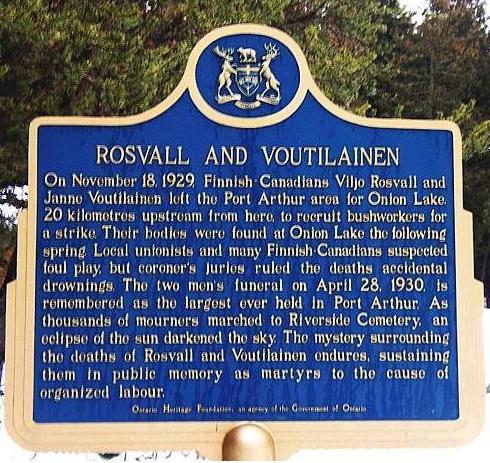 ROSVALL AND VOUTILAINEN
On November 18, 1929, Finnish-Canadians Viljo Rosvall and
Janne Voutilainen left the Port Arthur area for Onion Lake,
20 kilometres upstream from here, to recruit bushworkers for
a strike. Their bodies were found at Onion Lake the following
spring. Local unionists and many Finnish-Canadians suspected
foul play, but coroner's juries ruled the deaths accidental
drownings. The two men's funeral on April 28, 1930, is
remembered as the largest ever held in Port Arthur. As
thousands of mourners marched to Riverside Cemetery, an
eclipse of the sun darkened the sky. The mystery surrounding
the deaths of Rosvall and Voutilainen endures, sustaining
them in public memory as martyrs to the cause of
organized labour.
Ontario Heritage Foundation, an agency of the Government of Ontario